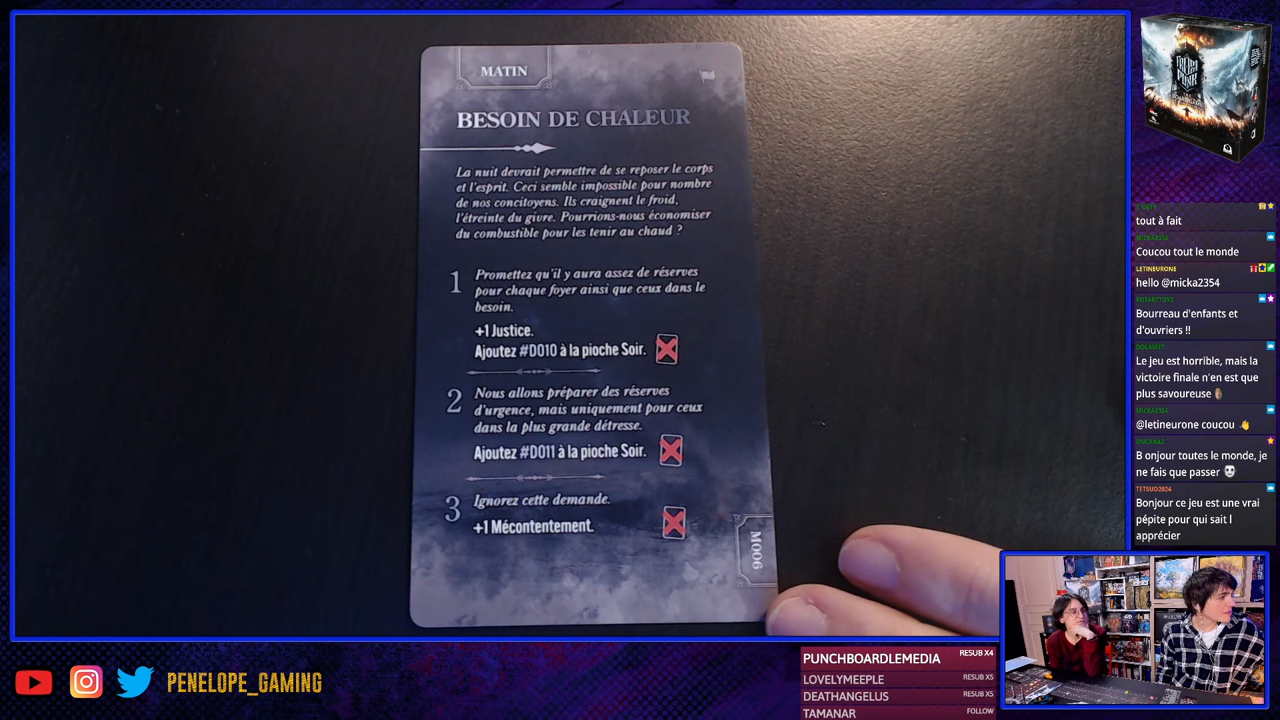 MATIN
BESOIN DE CHALEUR
La nuit devrait permettre de se reposer le corps
et l'esprit. Ceci semble impossible pour nombre
de nos concitoyens. Ils craignent le froid,
l'étreinte du givre. Pourrions-nous économiser
du combustible pour les tenir au chaud ?
1
Promettez qu'il y aura assez de réserves
pour chaque foyer ainsi que ceux dans le
besoin.
+1 Justice.
Ajoutez #D010 à la pioche Soir.
2
Nous allons préparer des réserves
d'urgence, mais uniquement pour ceux
dans la plus grande détresse.
Ajoutez #D011 à la pioche Soir.
3
Ignorez cette demande.
+1 Mécontentement.
M006
FROST
PUNK
tout à fait
MICKA2354
Coucou tout le monde
LETINEURONE
hello @micka2354
Bourreau d'enfants et
d'ouvriers !!
Le jeu est horrible, mais la
victoire finale n'en est que
plus savoureuse
MICKA2354
@letineurone coucou
B onjour toutes le monde, je
ne fais que passer
TETSUO2024
Bonjour ce jeu est une vrai
pépite pour qui sait l
apprécier
PENELOPE_GAMING
PUNCHBOARDLEMEDIA RESUB X4
LOVELYMEEPLE RESUB X5
DEATHANGELUS RESUB X5
TAMANAR FOLLOW